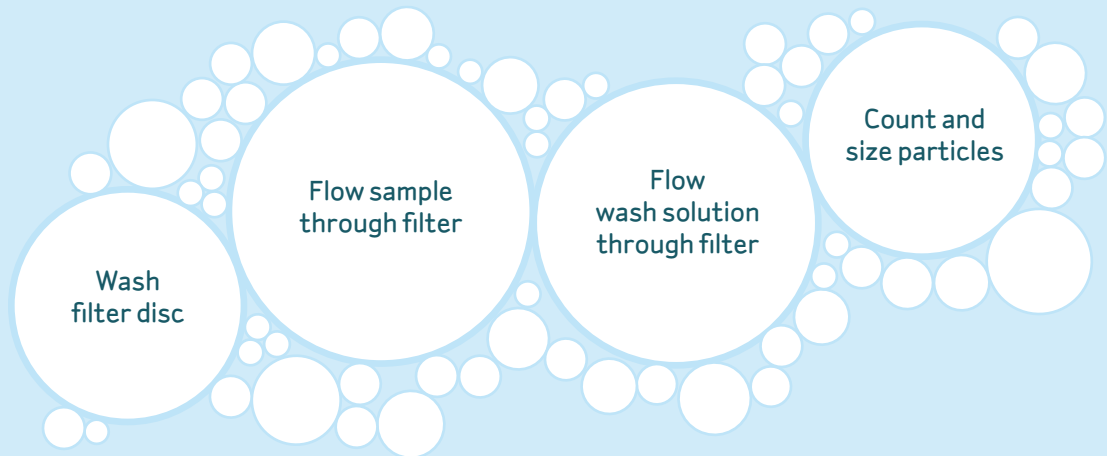 Wash
filter disc
Flow sample
through filter
Flow
wash solution
through filter
Count and
size particles